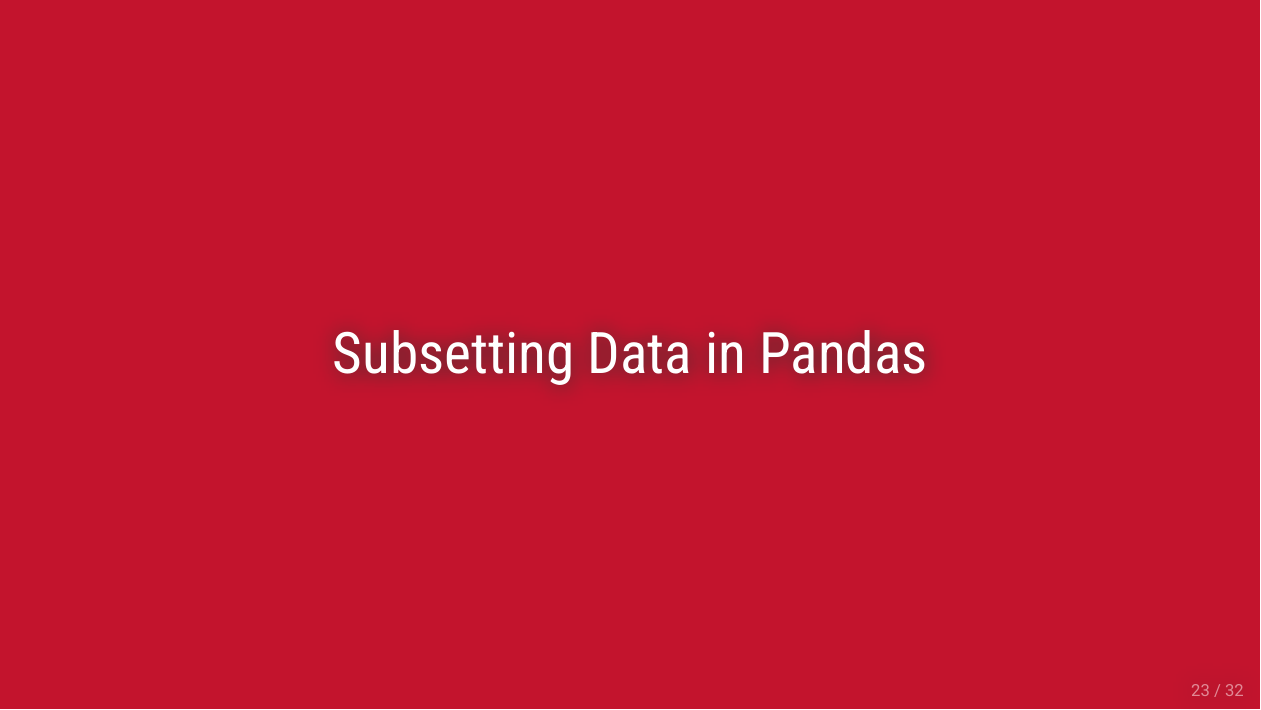 Subsetting Data in Pandas
23 / 32